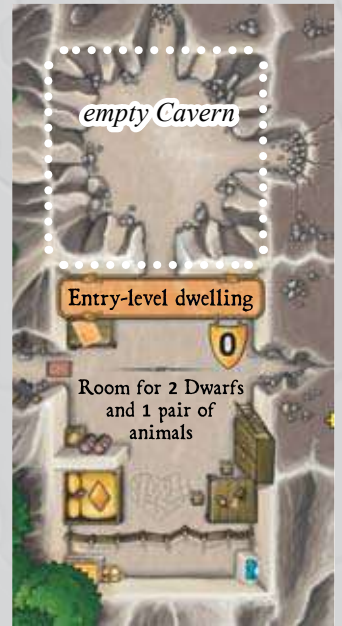 empty Cavern
Entry-level dwelling
0
Room for 2 Dwarfs
and 1 pair of
animals